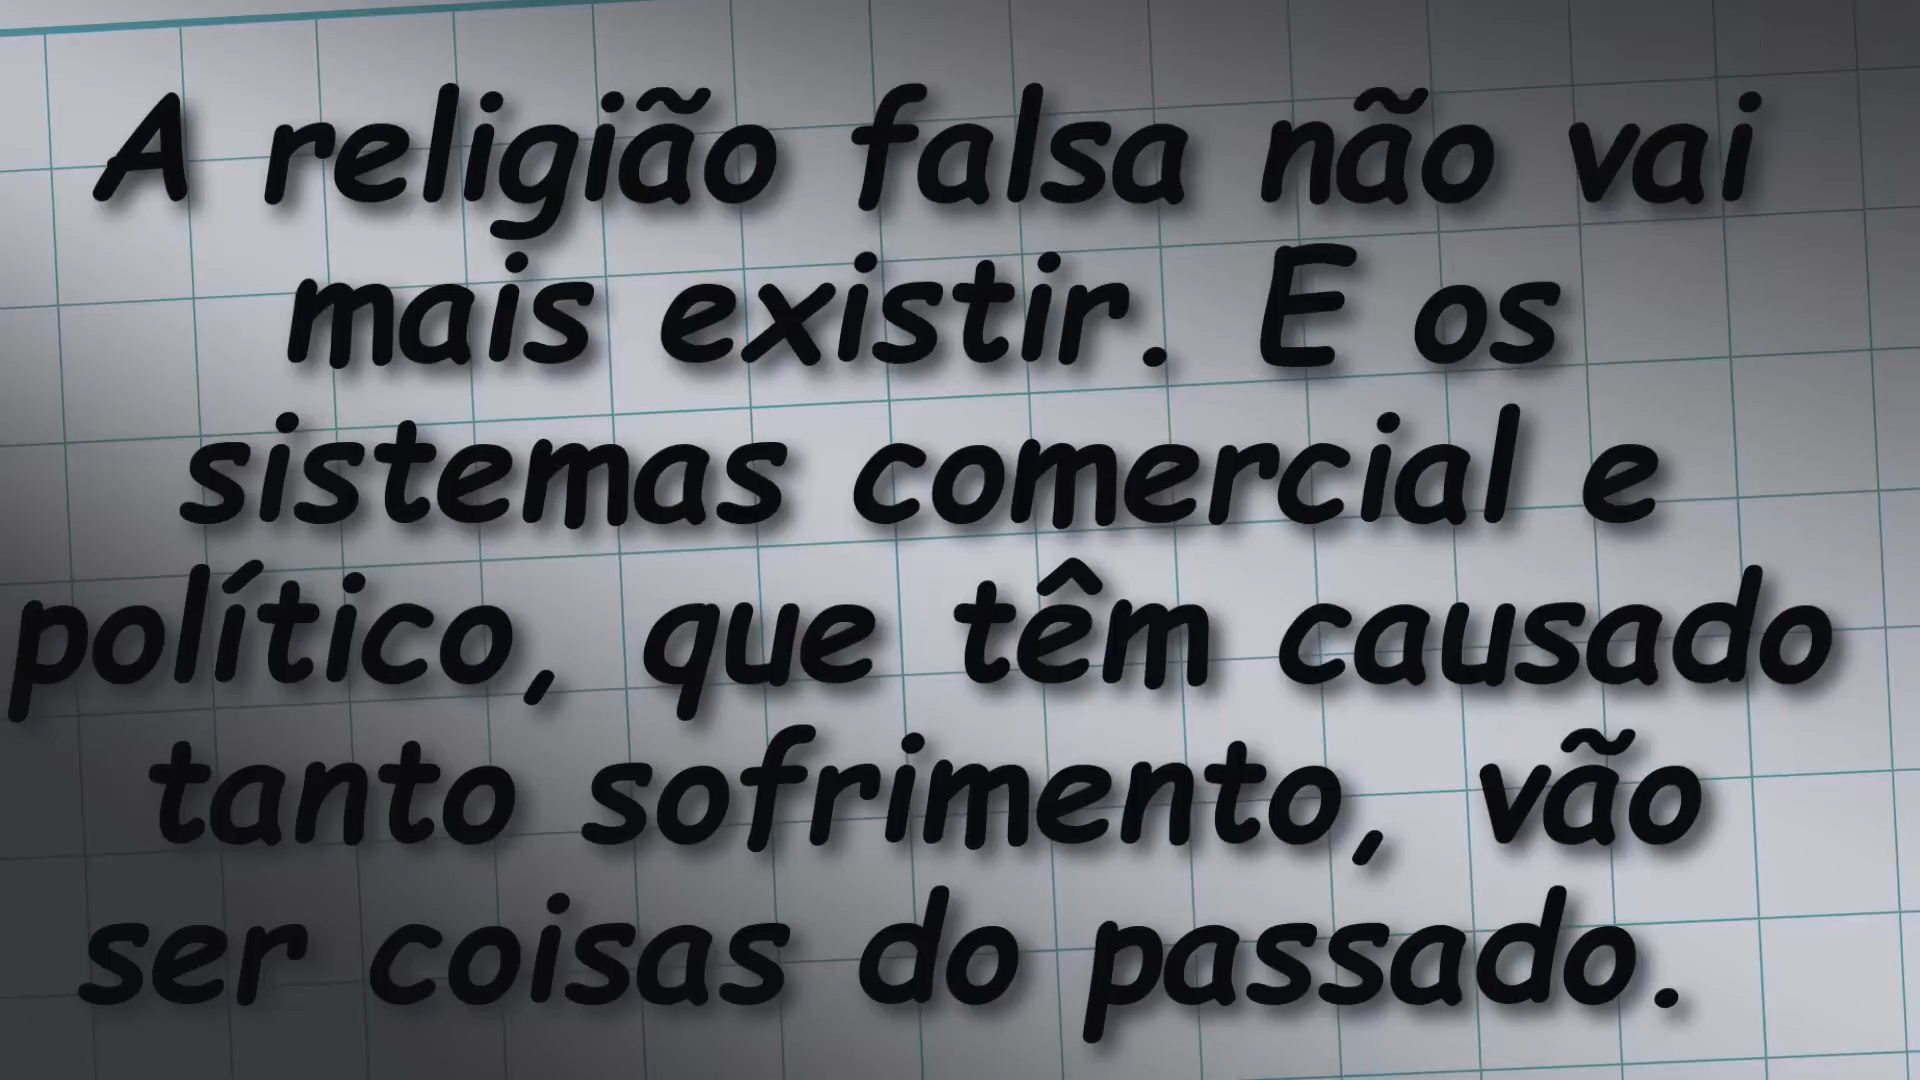 A religião falsa não vai
mais existir. E os
sistemas comercial e
político, que têm causado
tanto sofrimento, vão
ser coisas do passado.